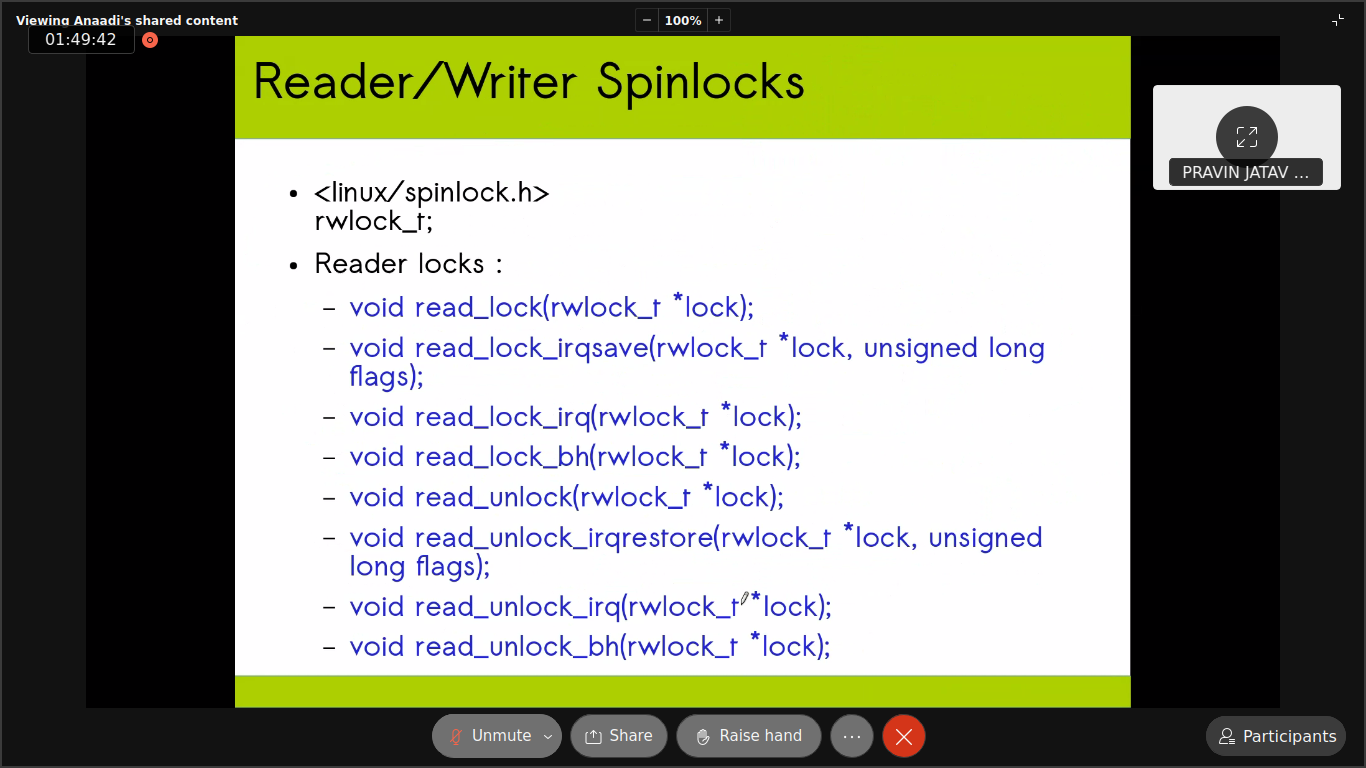 Viewing Anaadi's shared content
− 100% +
01:49:42
Reader/Writer Spinlocks
PRAVIN JATAV ...
• <linux/spinlock.h>
rwlock_t;
• Reader locks :
– void read_lock(rwlock_t *lock);
– void read_lock_irqsave(rwlock_t *lock, unsigned long
flags);
– void read_lock_irq(rwlock_t *lock);
– void read_lock_bh(rwlock_t *lock);
– void read_unlock(rwlock_t *lock);
– void read_unlock_irqrestore(rwlock_t *lock, unsigned
long flags);
– void read_unlock_irq(rwlock_t *lock);
– void read_unlock_bh(rwlock_t *lock);
Unmute Share Raise hand ... Participants